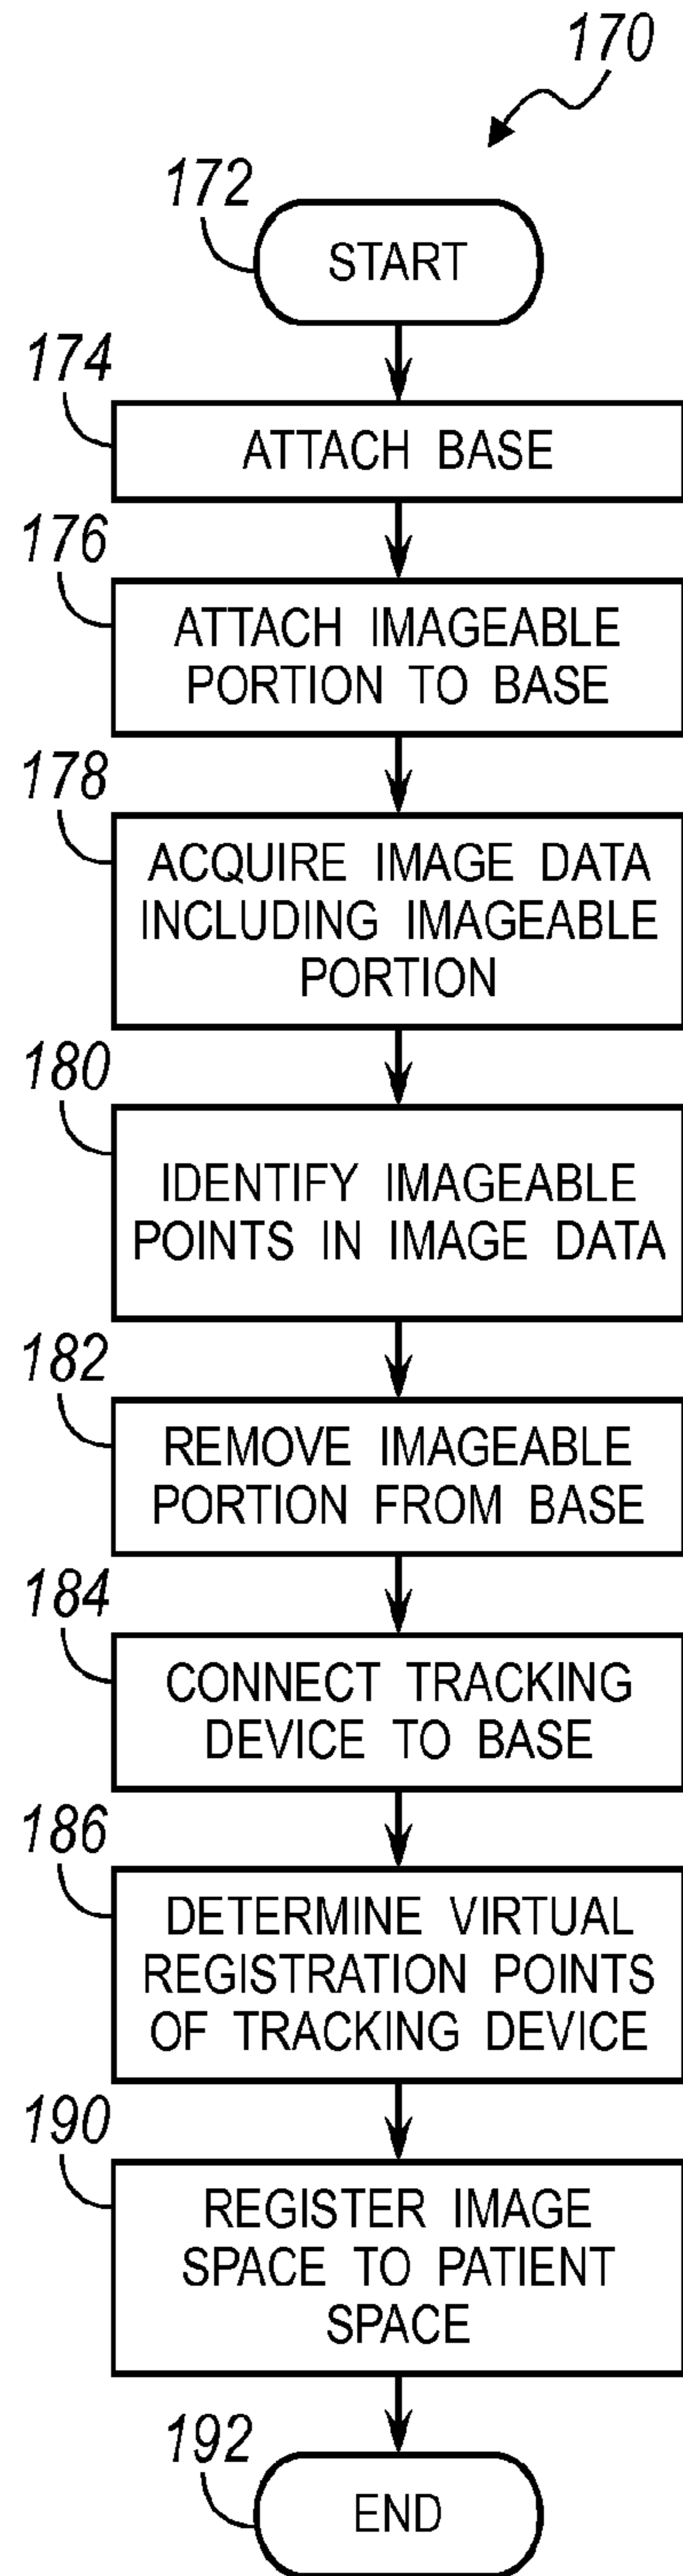 170
172
START
174
ATTACH BASE
176
ATTACH IMAGEABLE
PORTION TO BASE
178
ACQUIRE IMAGE DATA
INCLUDING IMAGEABLE
PORTION
180
IDENTIFY IMAGEABLE
POINTS IN IMAGE DATA
182
REMOVE IMAGEABLE
PORTION FROM BASE
184
CONNECT TRACKING
DEVICE TO BASE
186
DETERMINE VIRTUAL
REGISTRATION POINTS
OF TRACKING DEVICE
190
REGISTER IMAGE
SPACE TO PATIENT
SPACE
192
END